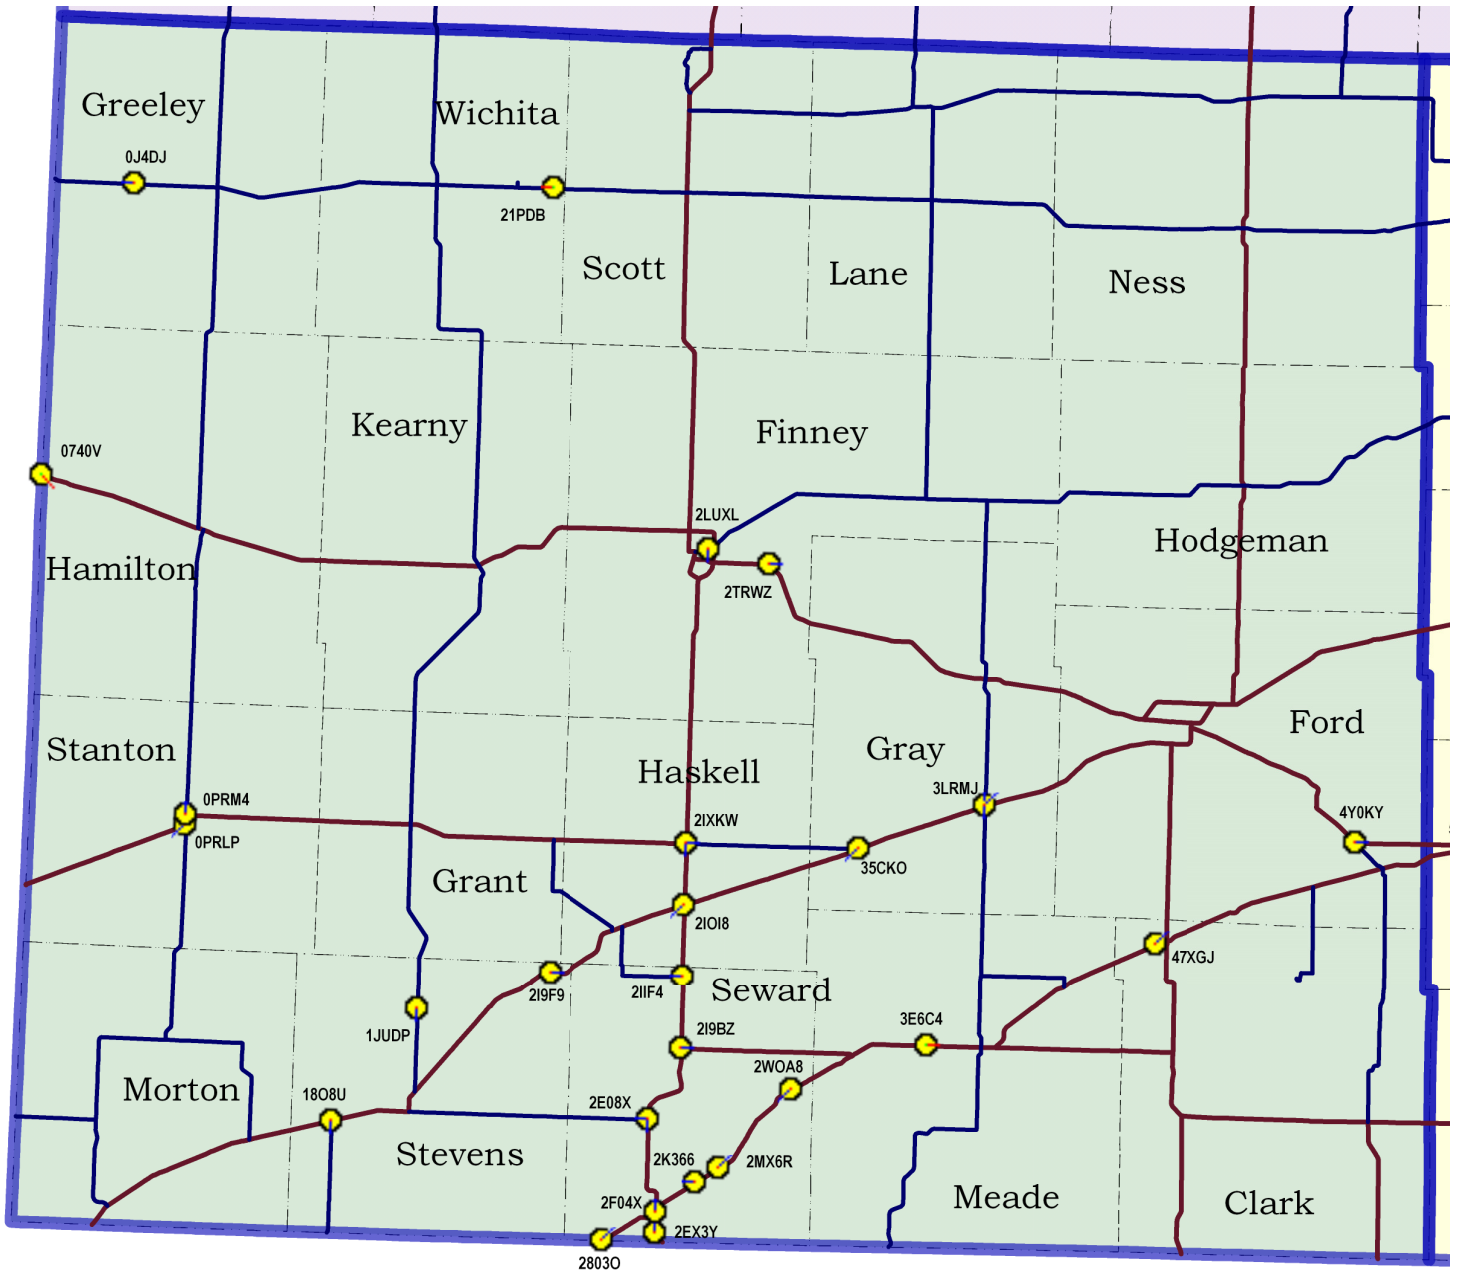 Greeley
Wichita
0J4DJ
21PDB
Scott
Lane
Ness
Kearny
Finney
0740V
2LUXL
Hodgeman
Hamilton
2TRWZ
Ford
Stanton
Gray
Haskell
3LRMJ
0PRM4
4Y0KY
2IXKW
0PRLP
35CKO
Grant
2IOI8
47XGJ
2I9F9
2IIF4
Seward
3E6C4
1JUDP
2I9BZ
2WOA8
Morton
18O8U
2E08X
Stevens
2K366
2MX6R
Meade
Clark
2F04X
2EX3Y
2803O